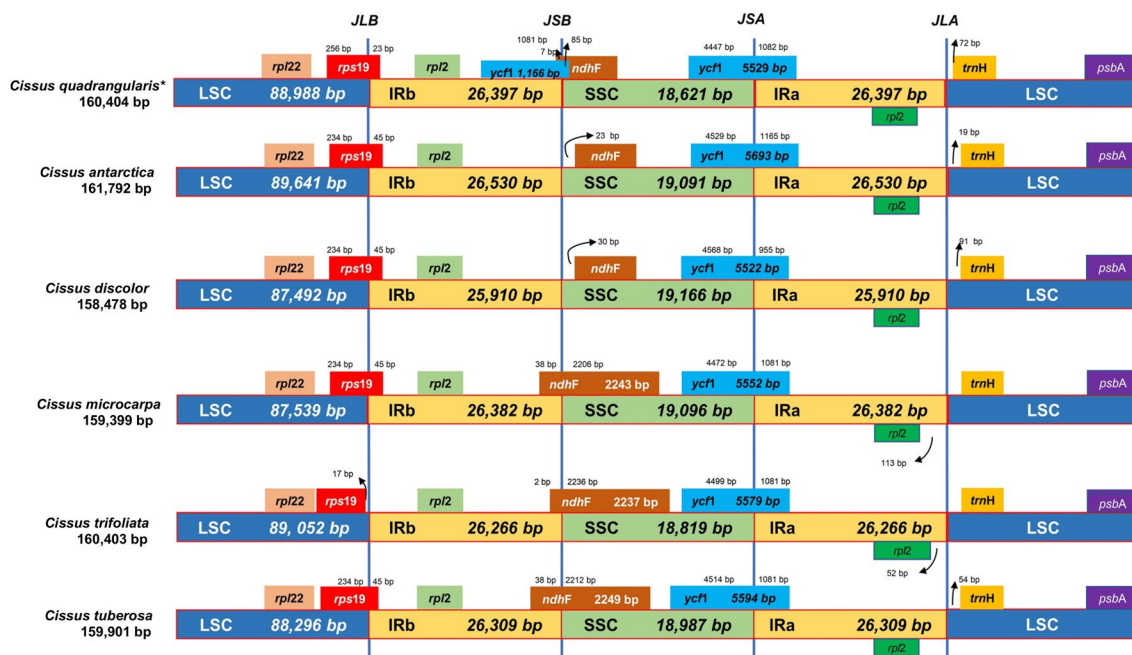 JLB JSB JSA JLA
256 bp 23 bp 1081 bp 7 bp 85 bp 4447 bp 1082 bp 72 bp
rpl22 rps19 rpl2 ycf1 1,166 bp ndhF ycf1 5529 bp trnH psbA
Cissus quadrangularis*
160,404 bp
LSC 88,988 bp IRb 26,397 bp SSC 18,621 bp IRa 26,397 bp LSC
rpl2
234 bp 45 bp 23 bp 4529 bp 1165 bp 19 bp
rpl22 rps19 rpl2 ndhF ycf1 5693 bp trnH psbA
Cissus antarctica
161,792 bp
LSC 89,641 bp IRb 26,530 bp SSC 19,091 bp IRa 26,530 bp LSC
rpl2
234 bp 45 bp 30 bp 4568 bp 955 bp 91 bp
rpl22 rps19 rpl2 ndhF ycf1 5522 bp trnH psbA
Cissus discolor
158,478 bp
LSC 87,492 bp IRb 25,910 bp SSC 19,166 bp IRa 25,910 bp LSC
rpl2
234 bp 45 bp 38 bp 2206 bp 4472 bp 1081 bp
rpl22 rps19 rpl2 ndhF 2243 bp ycf1 5552 bp trnH psbA
Cissus microcarpa
159,399 bp
LSC 87,539 bp IRb 26,382 bp SSC 19,096 bp IRa 26,382 bp LSC
rpl2
113 bp
17 bp 2 bp 2236 bp 4499 bp 1081 bp
rpl22 rps19 rpl2 ndhF 2237 bp ycf1 5579 bp trnH psbA
Cissus trifoliata
160,403 bp
LSC 89, 052 bp IRb 26,266 bp SSC 18,819 bp IRa 26,266 bp LSC
rpl2
52 bp
234 bp 45 bp 38 bp 2212 bp 4514 bp 1081 bp 54 bp
rpl22 rps19 rpl2 ndhF 2249 bp ycf1 5594 bp trnH psbA
Cissus tuberosa
159,901 bp
LSC 88,296 bp IRb 26,309 bp SSC 18,987 bp IRa 26,309 bp LSC
rpl2